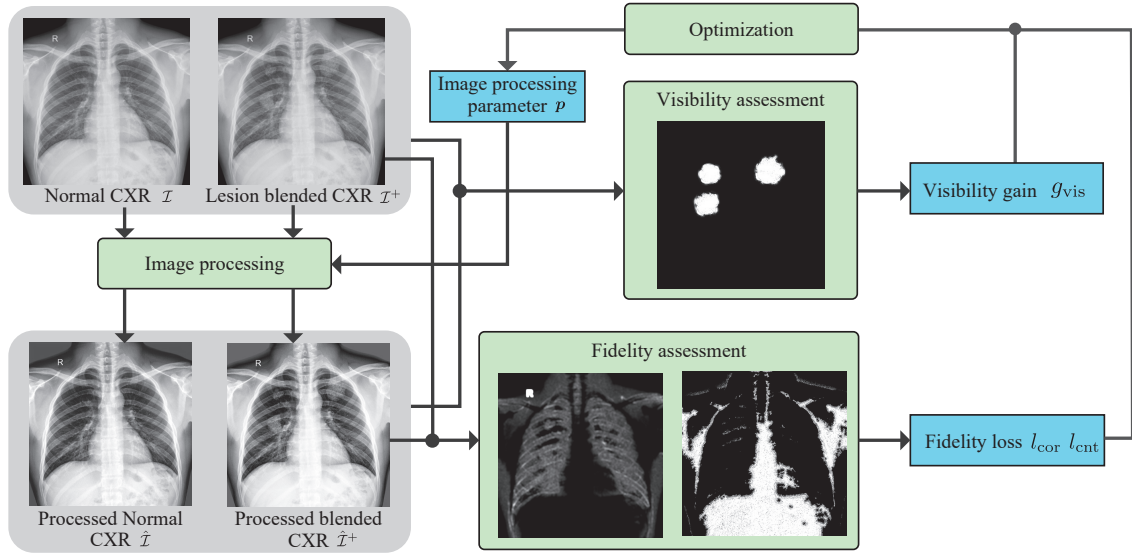 R
R
Normal CXR 𝓘
Lesion blended CXR 𝓘⁺
Image processing
R
R
Processed Normal
CXR 𝓘̂
Processed blended
CXR 𝓘̂⁺
Optimization
Image processing
parameter p
Visibility assessment
Visibility gain g_vis
Fidelity assessment
R
Fidelity loss l_cor l_cnt